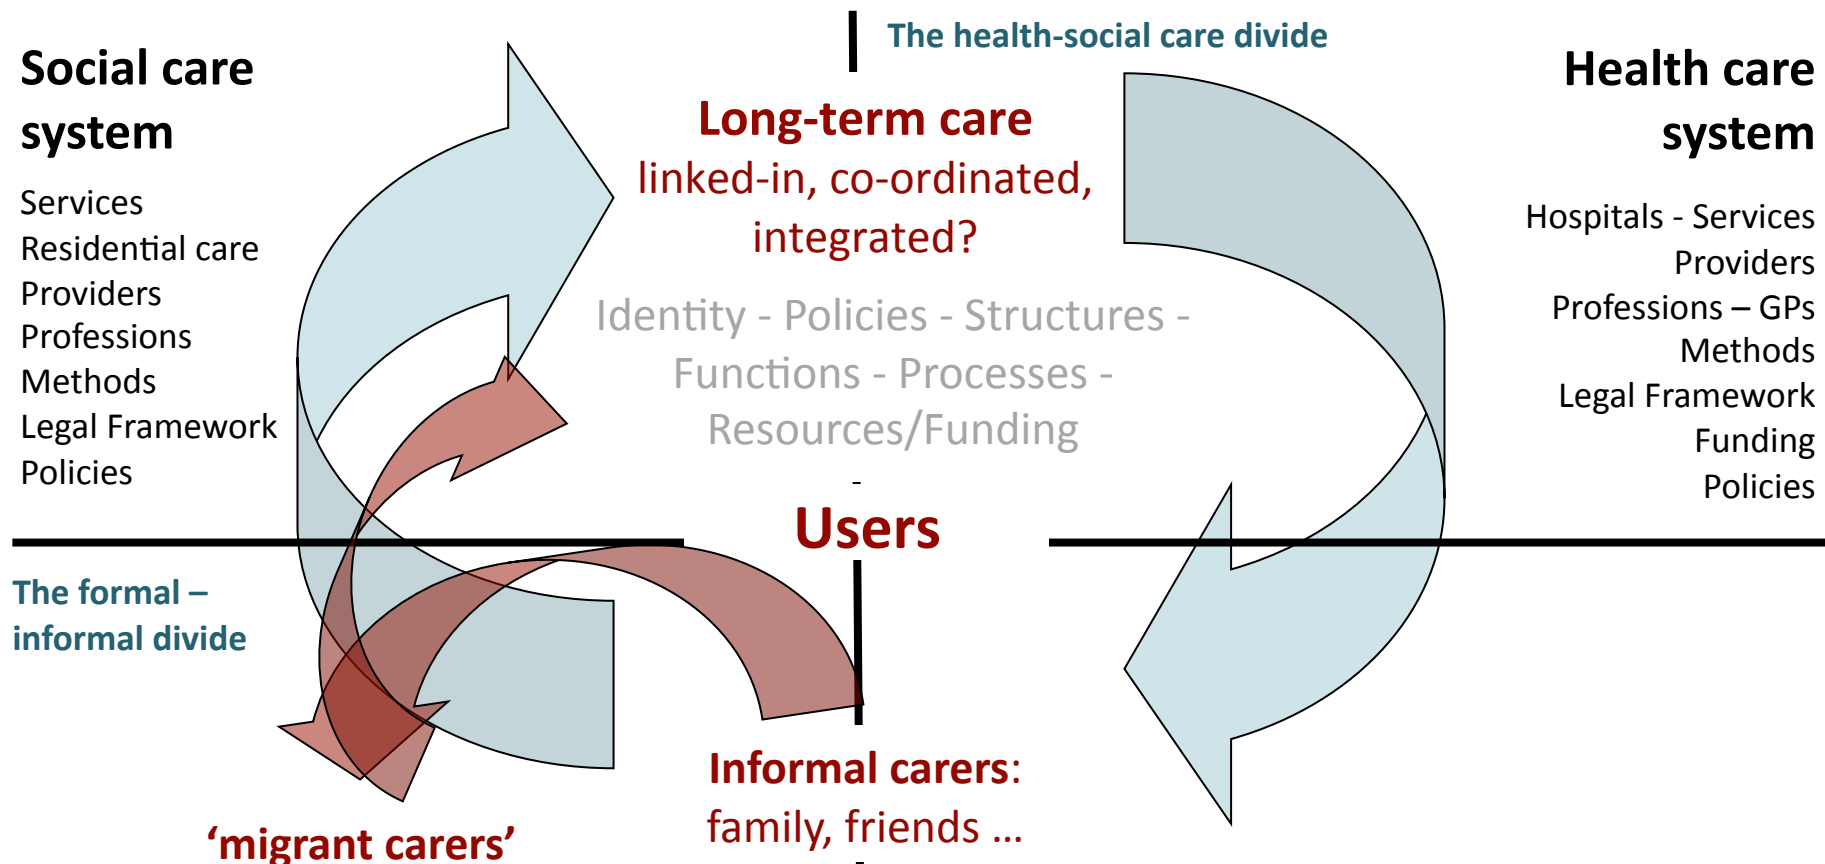 The health-social care divide
Social care
system
Services
Residential care
Providers
Professions
Methods
Legal Framework
Policies
Long-term care
linked-in, co-ordinated,
integrated?
Identity - Policies - Structures -
Functions - Processes -
Resources/Funding
Health care
system
Hospitals - Services
Providers
Professions – GPs
Methods
Legal Framework
Funding
Policies
Users
The formal –
informal divide
Informal carers:
family, friends ...
‘migrant carers’